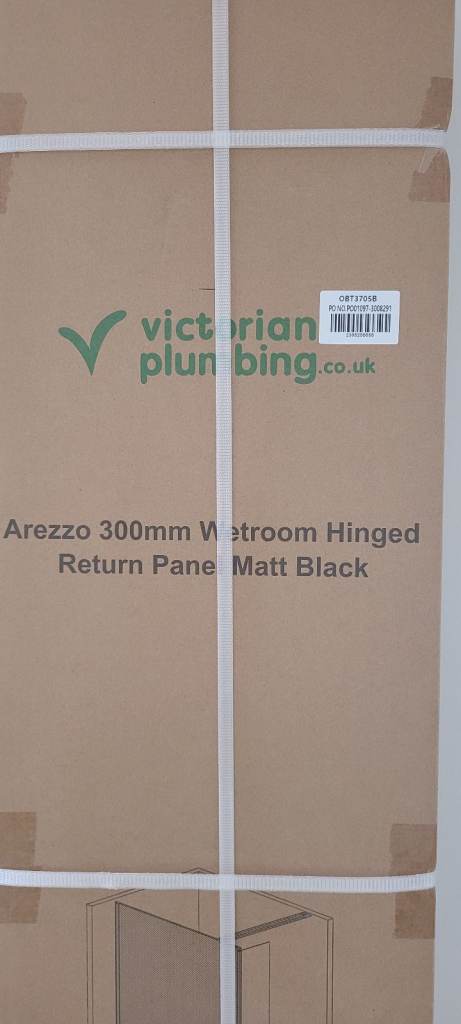 OBT3705B
PO NO.PO01097-3008291
victorian
plumbing.co.uk
Arezzo 300mm Wetroom Hinged
Return Panel Matt Black